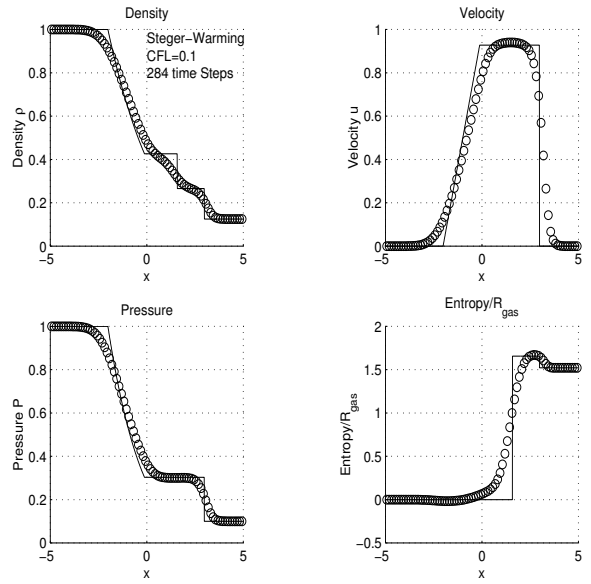 Density
1
0.8
0.6
0.4
0.2
0
-5
0
5
x
Density ρ
Steger-Warming
CFL=0.1
284 time Steps
Velocity
1
0.8
0.6
0.4
0.2
0
-5
0
5
x
Velocity u
Pressure
1
0.8
0.6
0.4
0.2
0
-5
0
5
x
Pressure P
Entropy/R_gas
2
1.5
1
0.5
0
-0.5
-5
0
5
x
Entropy/R_gas